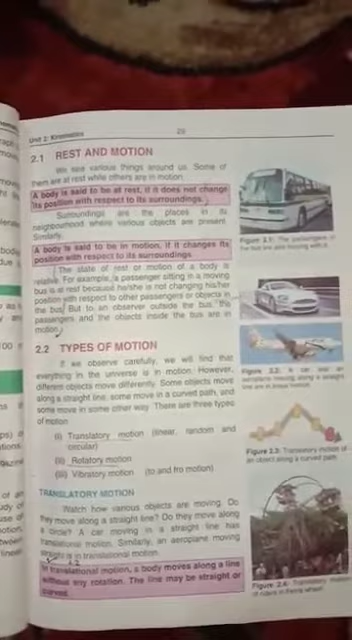 Unit 2: Kinematics
29
2.1 REST AND MOTION
We see various things around us. Some of
them are at rest while others are in motion.
A body is said to be at rest, if it does not change
its position with respect to its surroundings.
Surroundings are the places in its
neighbourhood where various objects are present.
Similarly,
A body is said to be in motion, if it changes its
position with respect to its surroundings.
The state of rest or motion of a body is
relative. For example, a passenger sitting in a moving
bus is at rest because he/she is not changing his/her
position with respect to other passengers or objects in
the bus. But to an observer outside the bus, the
passengers and the objects inside the bus are in
motion.
2.2 TYPES OF MOTION
If we observe carefully, we will find that
everything in the universe is in motion. However,
different objects move differently. Some objects move
along a straight line, some move in a curved path, and
some move in some other way. There are three types
of motion.
(i) Translatory motion (linear, random and
circular)
(ii) Rotatory motion
(iii) Vibratory motion (to and fro motion)
TRANSLATORY MOTION
Watch how various objects are moving. Do
they move along a straight line? Do they move along
a circle? A car moving in a straight line has
translational motion. Similarly, an aeroplane moving
straight is in translational motion.
In translational motion, a body moves along a line
without any rotation. The line may be straight or
curved.
Figure 2.1: The passengers in
the bus are also moving with it.
Figure 2.2: A car and an
aeroplane moving along a straight
line are in linear motion.
Figure 2.3: Translatory motion of
an object along a curved path.
Figure 2.4: Translatory motion
of riders in Ferris wheel.